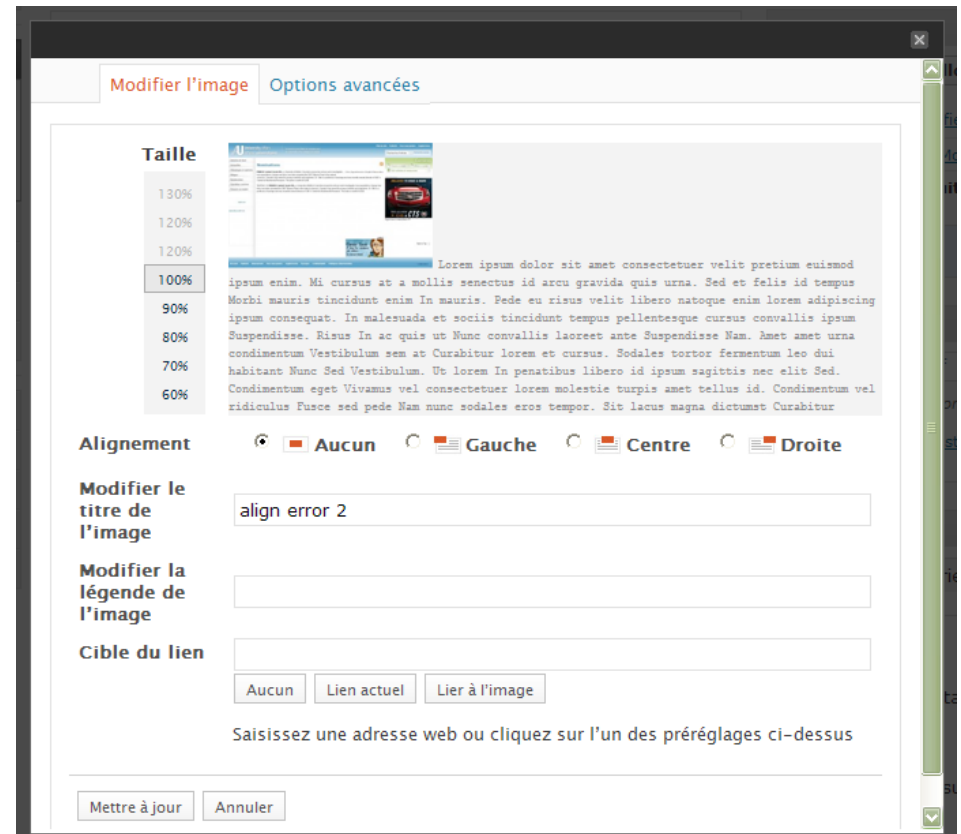 Modifier l'image Options avancées
Taille
130%
120%
120%
100%
90%
80%
70%
60%
Lorem ipsum dolor sit amet consectetuer velit pretium euismod
ipsum enim. Mi cursus at a mollis senectus id arcu gravida quis urna. Sed et felis id tempus
Morbi mauris tincidunt enim In mauris. Pede eu risus velit libero natoque enim lorem adipiscing
ipsum consequat. In malesuada et sociis tincidunt tempus pellentesque cursus convallis ipsum
Suspendisse. Risus In ac quis ut Nunc convallis laoreet ante Suspendisse Nam. Amet amet urna
condimentum Vestibulum sem at Curabitur lorem et cursus. Sodales tortor fermentum leo dui
habitant Nunc Sed Vestibulum. Ut lorem In penatibus libero id ipsum sagittis nec elit Sed.
Condimentum eget Vivamus vel consectetuer lorem molestie turpis amet tellus id. Condimentum vel
ridiculus Fusce sed pede Nam nunc sodales eros tempor. Sit lacus magna dictumst Curabitur
Alignement Aucun Gauche Centre Droite
Modifier le
titre de
l'image
align error 2
Modifier la
légende de
l'image
Cible du lien
Aucun Lien actuel Lier à l'image
Saisissez une adresse web ou cliquez sur l'un des préréglages ci-dessus
Mettre à jour Annuler